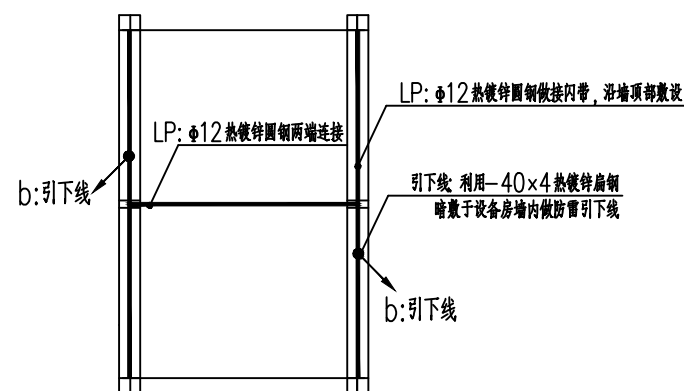 LP: Φ12热镀锌圆钢做接闪带，沿墙顶部敷设
LP: Φ12热镀锌圆钢两端连接
b:引下线
引下线: 利用—40×4热镀锌扁钢
暗敷于设备房墙内做防雷引下线
b:引下线